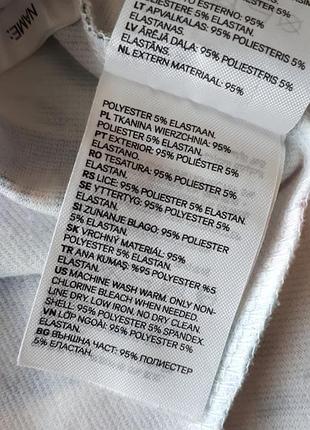 NAME:
O ESTERNO: 95%
ELASTAN.
LT APVALKALAS: 95% POLIESTERIS 5%
ELASTANAS.
LV ĀRĒJĀ DAĻA: 95% POLIESTERIS 5%
ELASTĀNS.
NL EXTERN MATERIAAL: 95%
POLYESTER 5% ELASTAAN.
PL TKANINA WIERZCHNIA: 95%
POLIESTER 5% ELASTAN.
PT EXTERIOR: 95% POLIÉSTER 5%
ELASTANO.
RO TESATURA: 95% POLIESTER 5%
ELASTAN.
RS LICE: 95% POLIESTER 5% ELASTAN.
SE YTTERTYG: 95% POLYESTER 5%
ELASTAN.
SI ZUNANJE BLAGO: 95% POLIESTER
5% ELASTAN.
SK VRCHNÝ MATERIÁL: 95%
POLYESTER 5% ELASTAN.
TR ANA KUMAŞ: %95 POLYESTER %5
ELASTAN.
US MACHINE WASH WARM. ONLY NON-
CHLORINE BLEACH WHEN NEEDED.
LINE DRY. LOW IRON. NO DRY CLEAN.
SHELL: 95% POLYESTER 5% SPANDEX.
VN LỚP NGOÀI: 95% POLYESTER 5%
ELASTAN.
BG ВЪНШНА ЧАСТ: 95% ПОЛИЕСТЕР
5% ЕЛАСТАН.